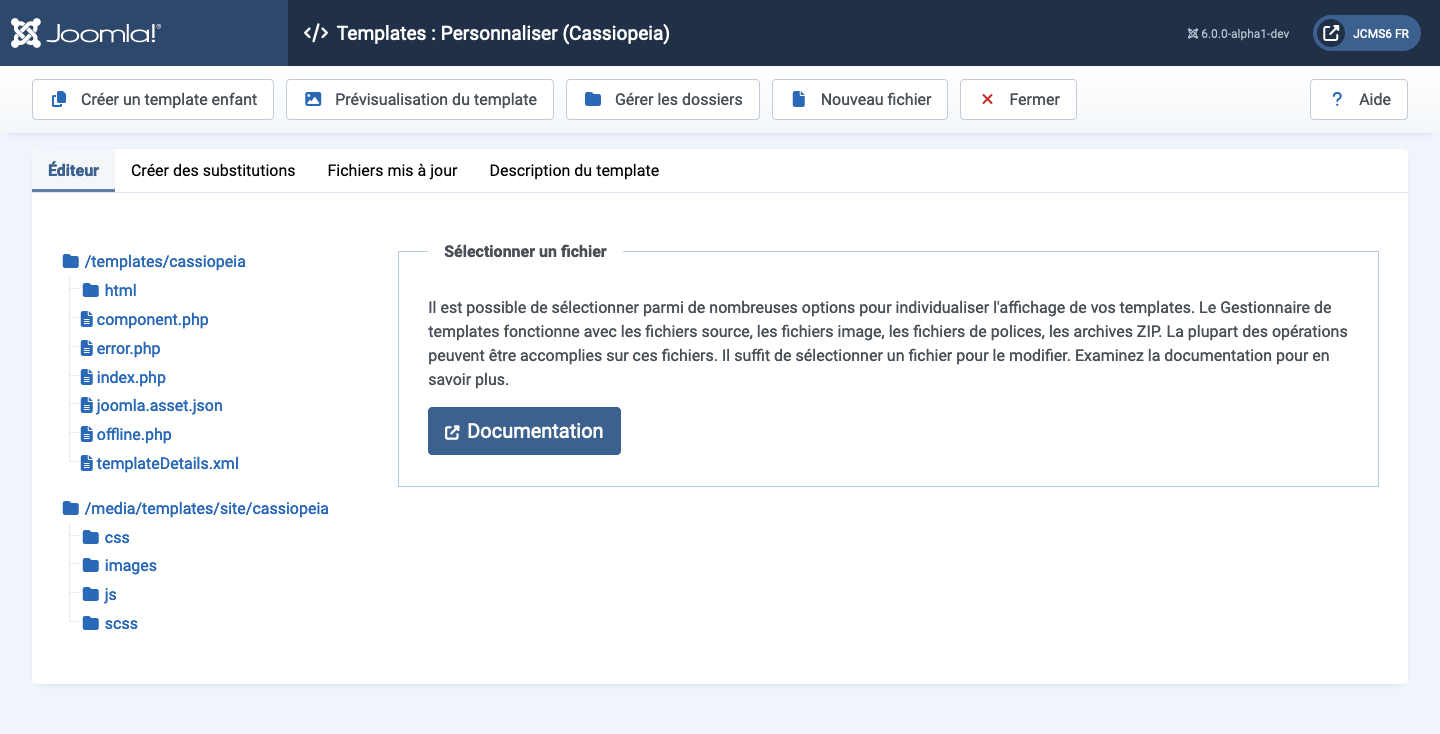 Joomla!
Templates : Personnaliser (Cassiopeia)
6.0.0-alpha1-dev
JCMS6 FR
Créer un template enfant
Prévisualisation du template
Gérer les dossiers
Nouveau fichier
Fermer
? Aide
Éditeur
Créer des substitutions
Fichiers mis à jour
Description du template
/templates/cassiopeia
html
component.php
error.php
index.php
joomla.asset.json
offline.php
templateDetails.xml
/media/templates/site/cassiopeia
css
images
js
scss
Sélectionner un fichier
Il est possible de sélectionner parmi de nombreuses options pour individualiser l'affichage de vos templates. Le Gestionnaire de
templates fonctionne avec les fichiers source, les fichiers image, les fichiers de polices, les archives ZIP. La plupart des opérations
peuvent être accomplies sur ces fichiers. Il suffit de sélectionner un fichier pour le modifier. Examinez la documentation pour en
savoir plus.
Documentation